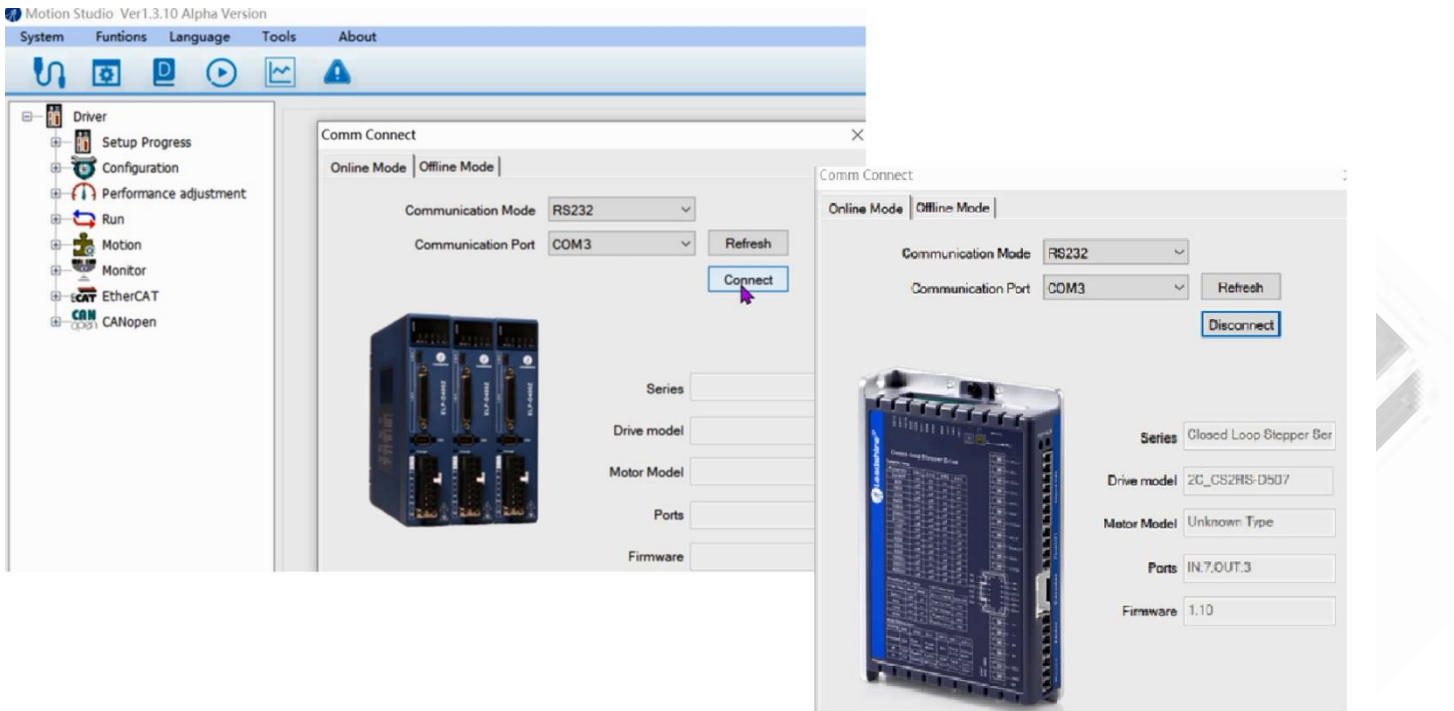 Motion Studio Ver1.3.10 Alpha Version
System Funtions Language Tools About
Driver
Setup Progress
Configuration
Performance adjustment
Run
Motion
Monitor
EtherCAT
CANopen
Comm Connect
Online Mode Offline Mode
Communication Mode RS232
Communication Port COM3 Refresh
Connect
Series
Drive model
Motor Model
Ports
Firmware
Comm Connect
Online Mode Offline Mode
Communication Mode RS232
Communication Port COM3 Refresh
Disconnect
Leadshine
Series Closed Loop Stepper Ser
Drive model 2C_CS2RS-D507
Motor Model Unknown Type
Ports IN.7,OUT.3
Firmware 1.10